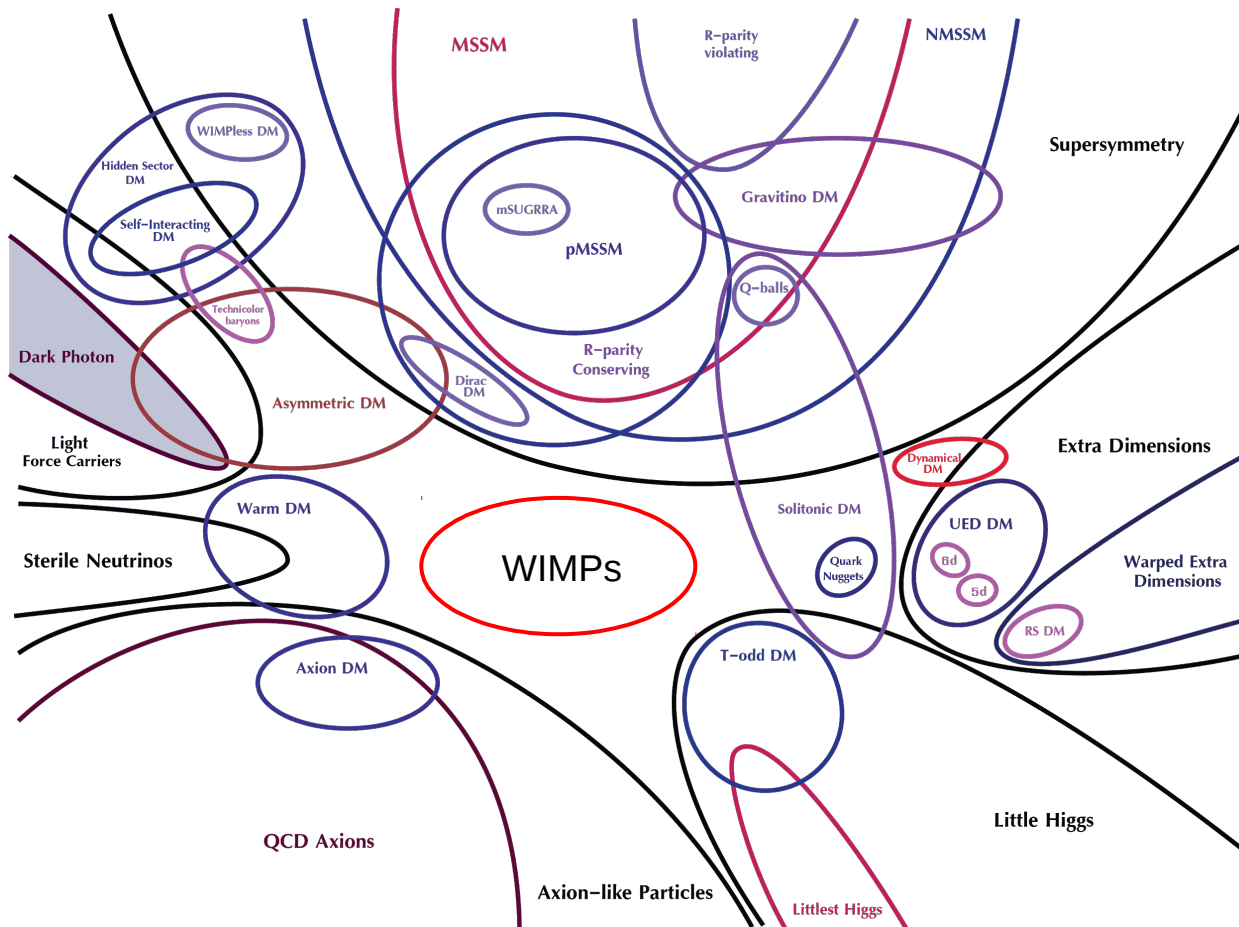 MSSM
R-parity
violating
NMSSM
Supersymmetry
WIMPless DM
Hidden Sector
DM
Self-Interacting
DM
mSUGRRA
pMSSM
Gravitino DM
Q-balls
Technicolor
baryons
Dark Photon
R-parity
Conserving
Dirac
DM
Asymmetric DM
Light
Force Carriers
Extra Dimensions
Dynamical
DM
Warm DM
Solitonic DM
UED DM
Sterile Neutrinos
WIMPs
Quark
Nuggets
6d
5d
Warped Extra
Dimensions
RS DM
T-odd DM
Axion DM
QCD Axions
Little Higgs
Axion-like Particles
Littlest Higgs